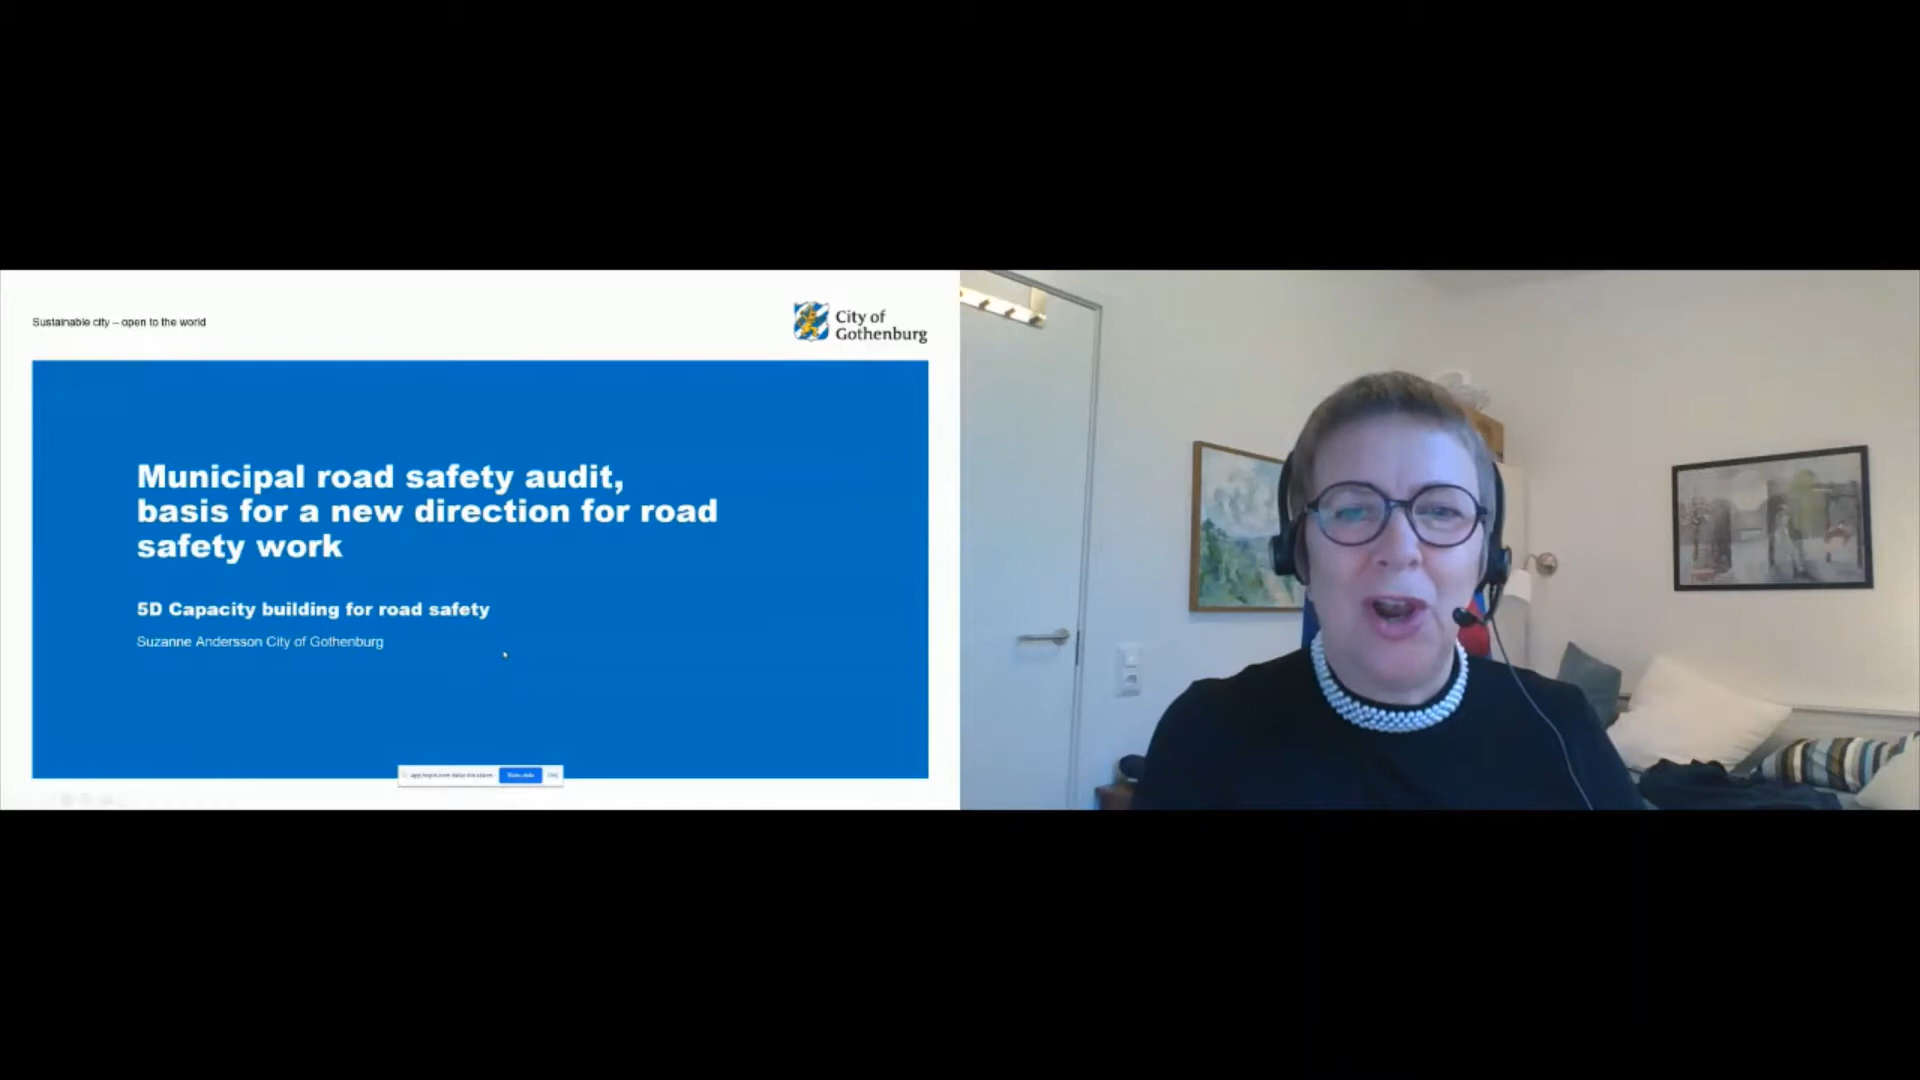 Sustainable city – open to the world
City of
Gothenburg
Municipal road safety audit,
basis for a new direction for road
safety work
5D Capacity building for road safety
Suzanne Andersson City of Gothenburg